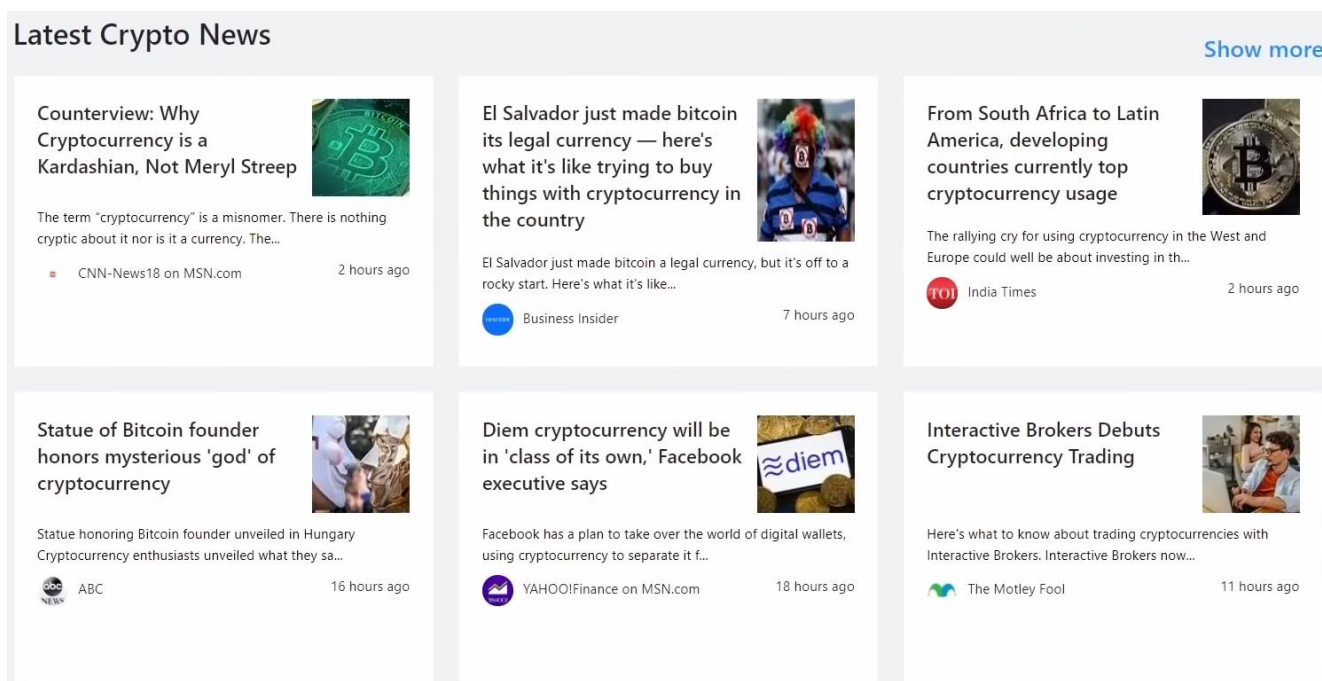 Latest Crypto News
Show more
Counterview: Why
Cryptocurrency is a
Kardashian, Not Meryl Streep
The term “cryptocurrency” is a misnomer. There is nothing
cryptic about it nor is it a currency. The...
CNN-News18 on MSN.com
2 hours ago
El Salvador just made bitcoin
its legal currency — here's
what it's like trying to buy
things with cryptocurrency in
the country
El Salvador just made bitcoin a legal currency, but it's off to a
rocky start. Here's what it's like...
INSIDER
Business Insider
7 hours ago
From South Africa to Latin
America, developing
countries currently top
cryptocurrency usage
The rallying cry for using cryptocurrency in the West and
Europe could well be about investing in th...
TOI
India Times
2 hours ago
Statue of Bitcoin founder
honors mysterious 'god' of
cryptocurrency
Statue honoring Bitcoin founder unveiled in Hungary
Cryptocurrency enthusiasts unveiled what they sa...
abc
NEWS
ABC
16 hours ago
Diem cryptocurrency will be
in 'class of its own,' Facebook
executive says
diem
Facebook has a plan to take over the world of digital wallets,
using cryptocurrency to separate it f...
YAHOO!
YAHOO!Finance on MSN.com
18 hours ago
Interactive Brokers Debuts
Cryptocurrency Trading
Here's what to know about trading cryptocurrencies with
Interactive Brokers. Interactive Brokers now...
The Motley Fool
11 hours ago